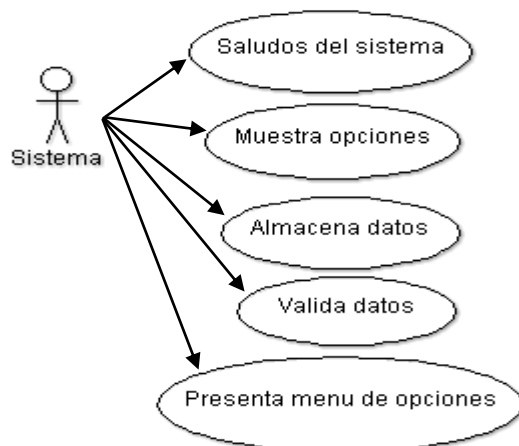 Saludos del sistema
Muestra opciones
Sistema
Almacena datos
Valida datos
Presenta menu de opciones